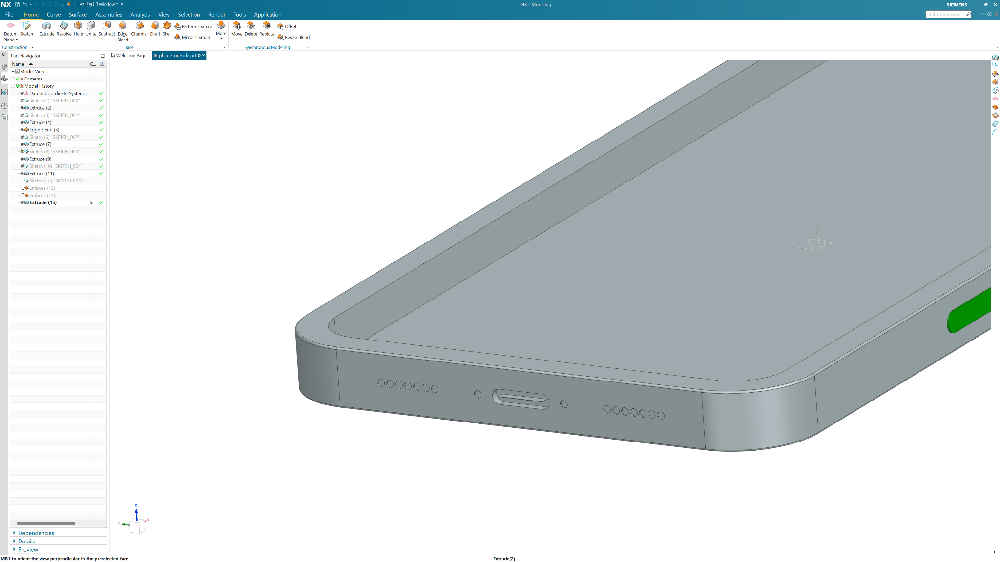 NX Window NX - Modeling SIEMENS
File Home Curve Surface Assemblies Analysis View Selection Render Tools Application Find a Command
Datum Plane Sketch Extrude Revolve Hole Unite Subtract Edge Blend Chamfer Draft Shell Pattern Feature Mirror Feature More Move Delete Replace Offset Resize Blend
Construction Base Synchronous Modeling
Part Navigator
Welcome Page phone_outside.prt
Name C... U...
Model Views
Cameras
Model History
Datum Coordinate System...
Sketch (1) "SKETCH_000"
Extrude (2)
Sketch (3) "SKETCH_001"
Extrude (4)
Edge Blend (5)
Sketch (6) "SKETCH_002"
Extrude (7)
Sketch (8) "SKETCH_003"
Extrude (9)
Sketch (10) "SKETCH_004"
Extrude (11)
Sketch (12) "SKETCH_005"
Emboss (13)
Emboss (14)
Extrude (15)
Z
Y X
Z
Y X
Dependencies
Details
Preview
MB1 to orient the view perpendicular to the preselected face Extrude(2)